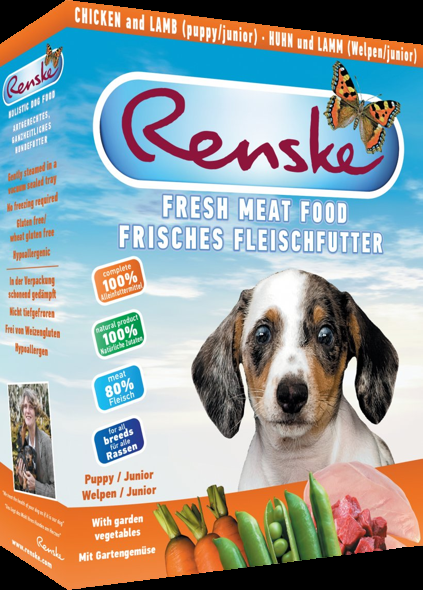 CHICKEN and LAMB (puppy/junior) · HUHN und LAMM (Welpen/junior)
Renske
HOLISTIC DOG FOOD
ARTGERECHTES,
GANZHEITLICHES
HUNDEFUTTER
Gently steamed in a
vacuum sealed tray
No freezing required
Gluten free/
wheat gluten free
Hypoallergenic
In der Verpackung
schonend gedämpft
Nicht tiefgefroren
Frei von Weizengluten
Hypoallergen
Renske
www.renske.com
Renske
FRESH MEAT FOOD
FRISCHES FLEISCHFUTTER
complete
100%
Alleinfuttermittel
natural product
100%
Natürliche Zutaten
meat
80%
Fleisch
for all
breeds
für alle
Rassen
Puppy / Junior
Welpen / Junior
With garden
vegetables
Mit Gartengemüse